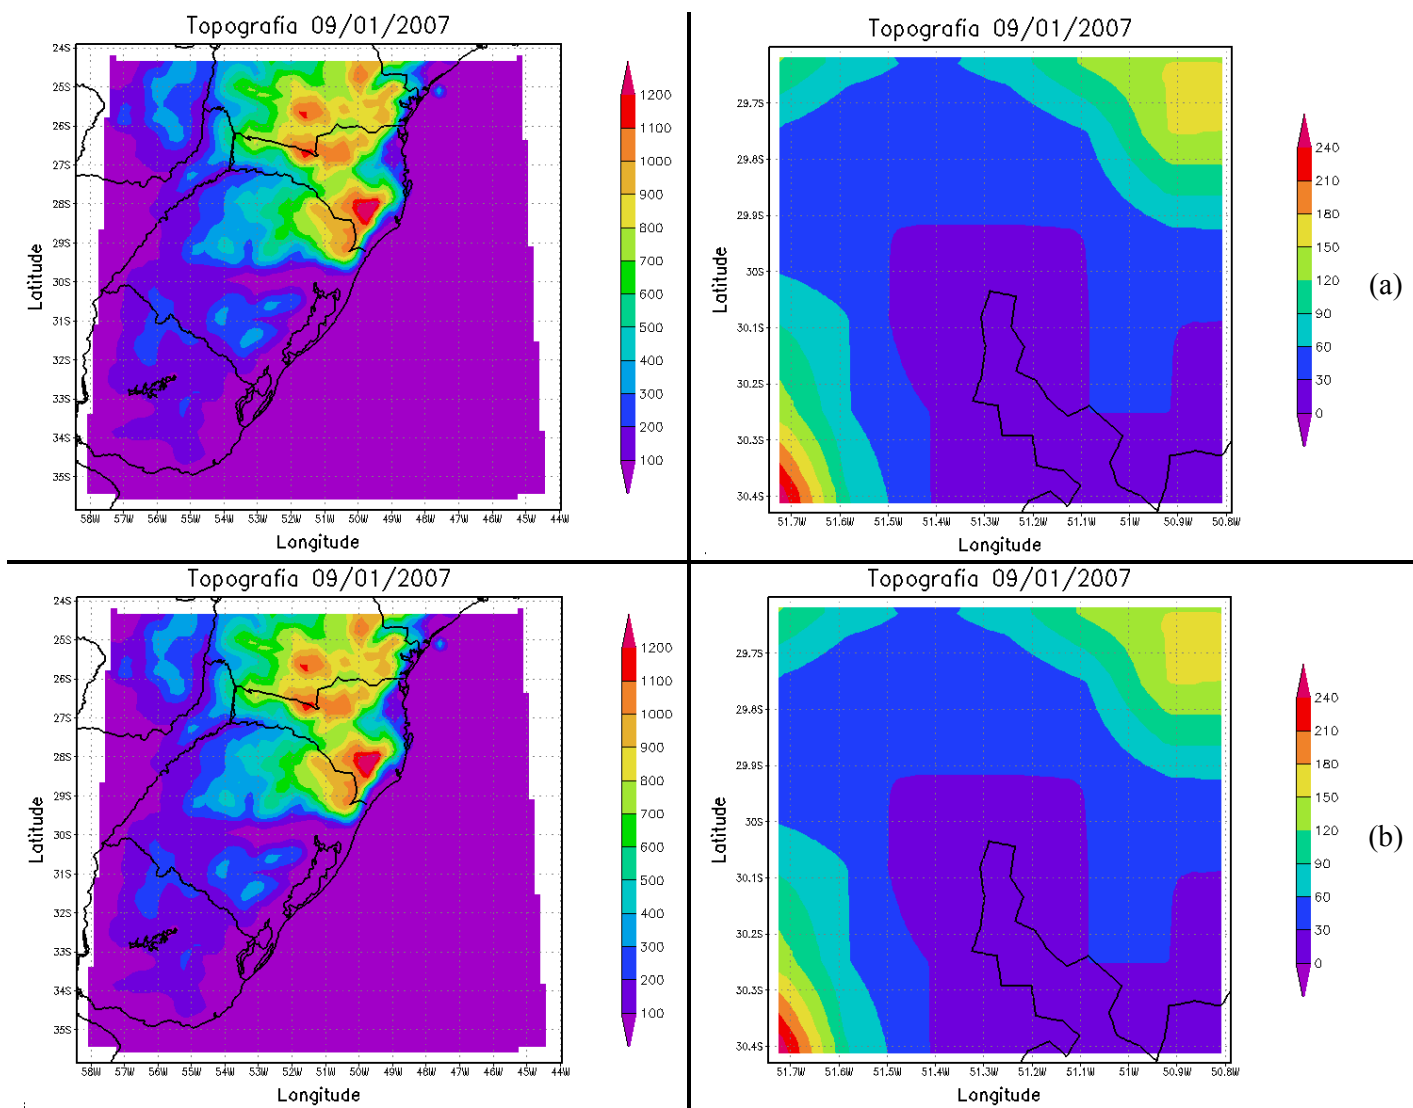 Topografia 09/01/2007
24S
25S
26S
27S
28S
29S
30S
31S
32S
33S
34S
35S
Latitude
58W 57W 56W 55W 54W 53W 52W 51W 50W 49W 48W 47W 46W 45W 44W
Longitude
1200
1100
1000
900
800
700
600
500
400
300
200
100
Topografia 09/01/2007
29.7S
29.8S
29.9S
30S
30.1S
30.2S
30.3S
30.4S
Latitude
51.7W 51.6W 51.5W 51.4W 51.3W 51.2W 51.1W 51W 50.9W 50.8W
Longitude
240
210
180
150
120
90
60
30
0
(a)
Topografia 09/01/2007
24S
25S
26S
27S
28S
29S
30S
31S
32S
33S
34S
35S
Latitude
58W 57W 56W 55W 54W 53W 52W 51W 50W 49W 48W 47W 46W 45W 44W
Longitude
1200
1100
1000
900
800
700
600
500
400
300
200
100
Topografia 09/01/2007
29.7S
29.8S
29.9S
30S
30.1S
30.2S
30.3S
30.4S
Latitude
51.7W 51.6W 51.5W 51.4W 51.3W 51.2W 51.1W 51W 50.9W 50.8W
Longitude
240
210
180
150
120
90
60
30
0
(b)